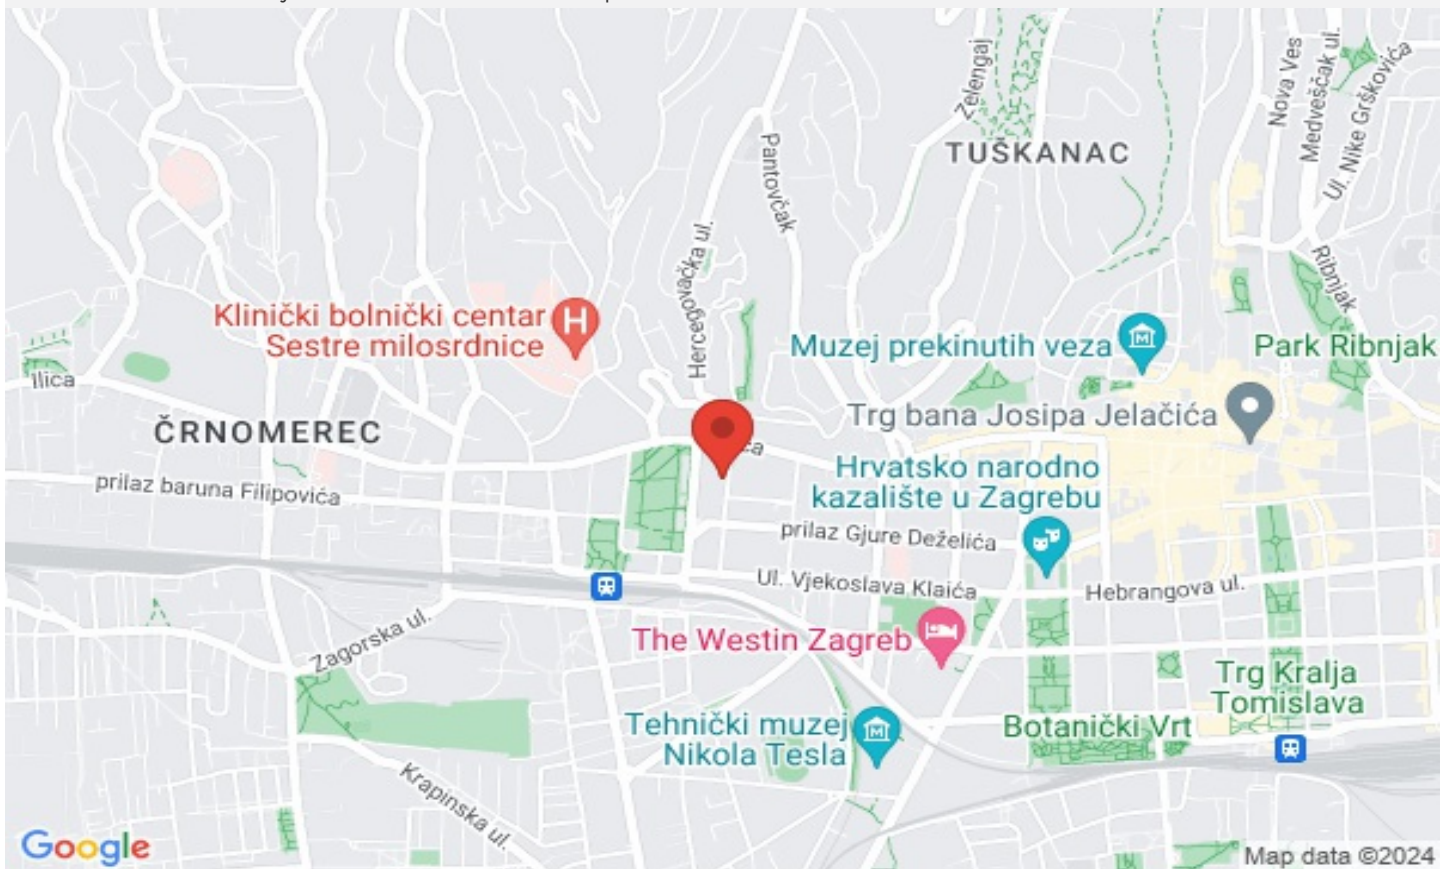 Zelengaj
Nova Ves
Medveščak ul.
Ul. Nike Grškovića
TUŠKANAC
Pantovčak
Hercegovačka ul.
Ribnjak
Klinički bolnički centar
Sestre milosrdnice
Muzej prekinutih veza
Park Ribnjak
Ilica
Trg bana Josipa Jelačića
ČRNOMEREC
Hrvatsko narodno
kazalište u Zagrebu
prilaz baruna Filipovića
prilaz Gjure Deželića
Ul. Vjekoslava Klaića
Hebrangova ul.
Zagorska ul.
The Westin Zagreb
Trg Kralja
Tomislava
Tehnički muzej
Nikola Tesla
Botanički Vrt
Krapinska ul.
Google
Map data ©2024